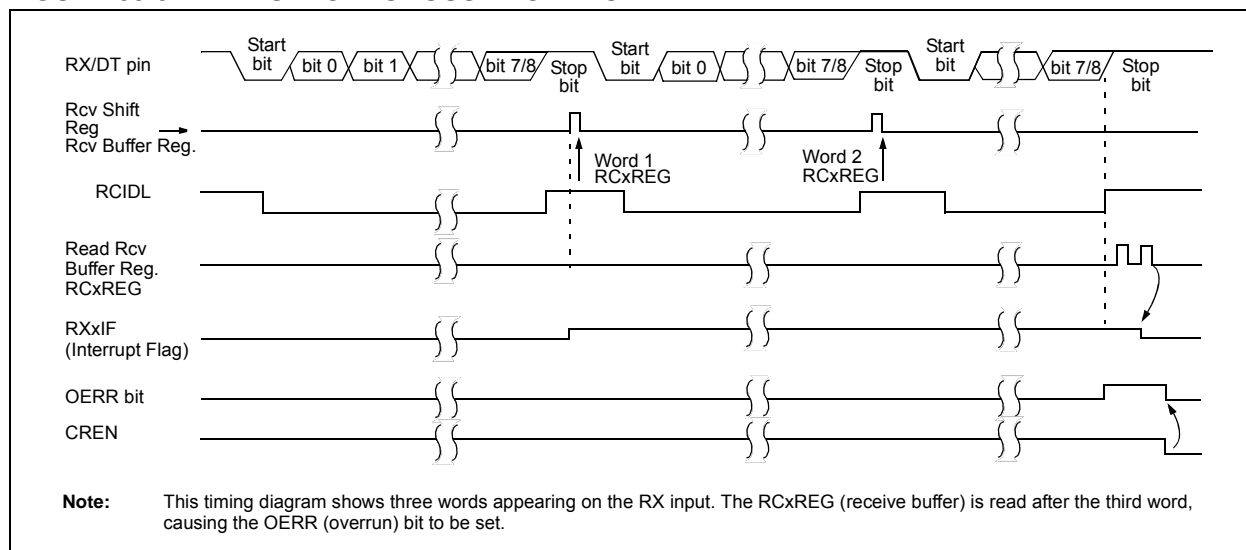 Start
bit
Start
bit
Start
bit
RX/DT pin
bit 0
bit 1
bit 7/8
Stop
bit
bit 0
bit 7/8
Stop
bit
bit 7/8
Stop
bit
Rcv Shift
Reg
Rcv Buffer Reg.
Word 1
RCxREG
Word 2
RCxREG
RCIDL
Read Rcv
Buffer Reg.
RCxREG
RXxIF
(Interrupt Flag)
OERR bit
CREN
Note: This timing diagram shows three words appearing on the RX input. The RCxREG (receive buffer) is read after the third word,
causing the OERR (overrun) bit to be set.